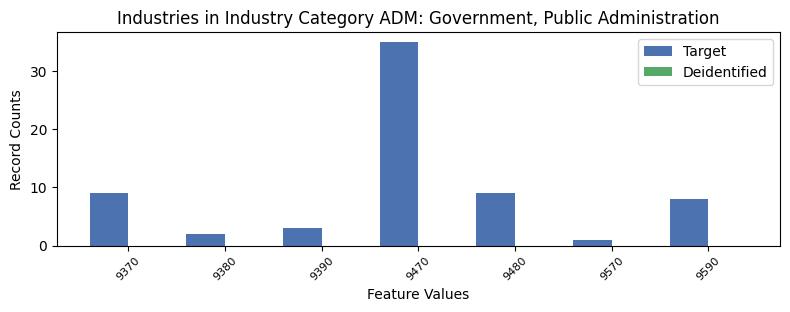 Industries in Industry Category ADM: Government, Public Administration
Target
Deidentified
Record Counts
30
20
10
0
9370
9380
9390
9470
9480
9570
9590
Feature Values